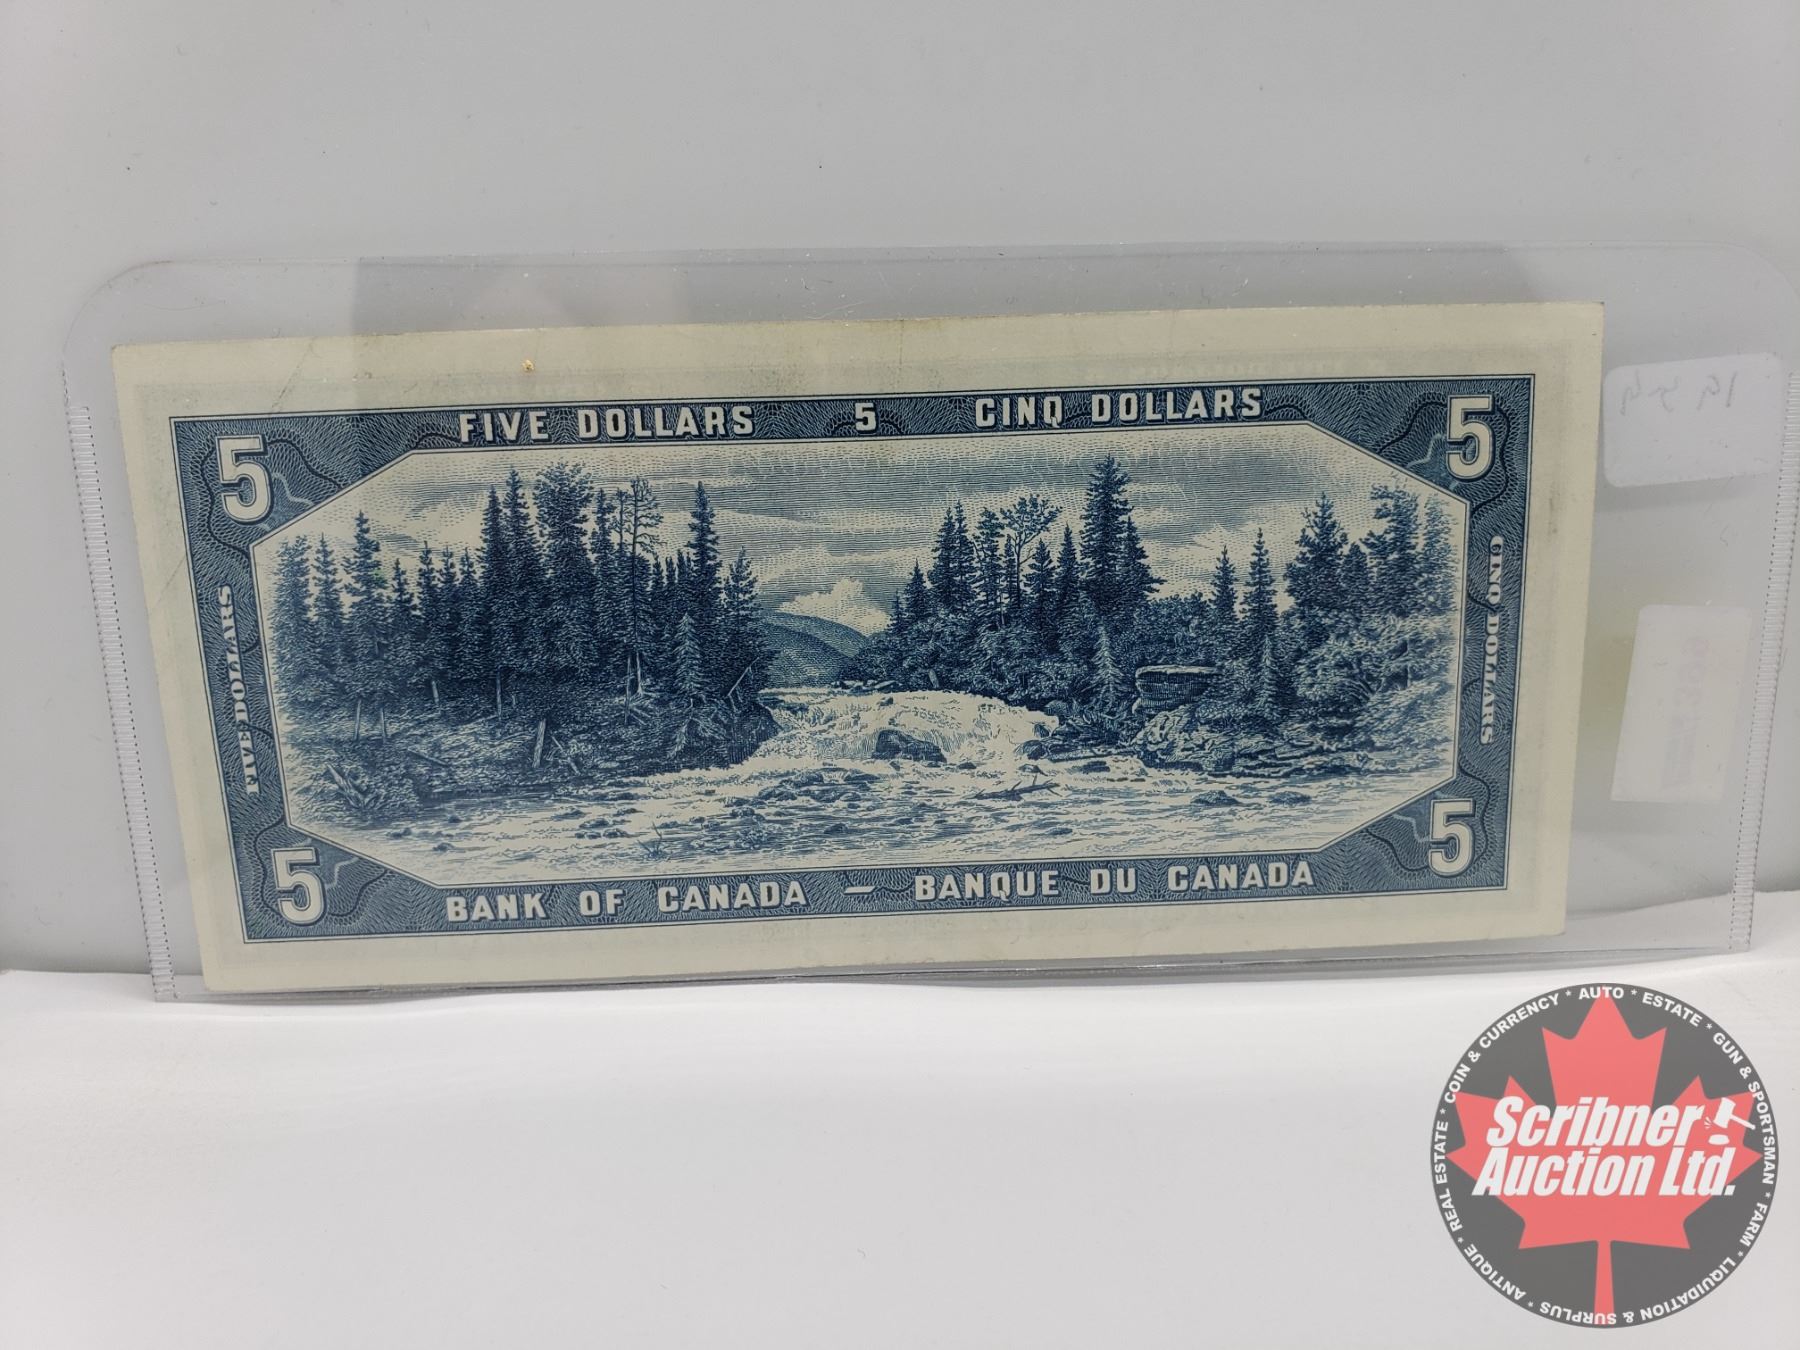 FIVE DOLLARS 5 CINQ DOLLARS
5 5
FIVE DOLLARS
CINQ DOLLARS
5 5
BANK OF CANADA – BANQUE DU CANADA
1954
COIN & CURRENCY * AUTO * ESTATE * GUN & SPORTSMAN * FARM * LIQUIDATION & SURPLUS * ANTIQUE * REAL ESTATE *
Scribner
Auction Ltd.